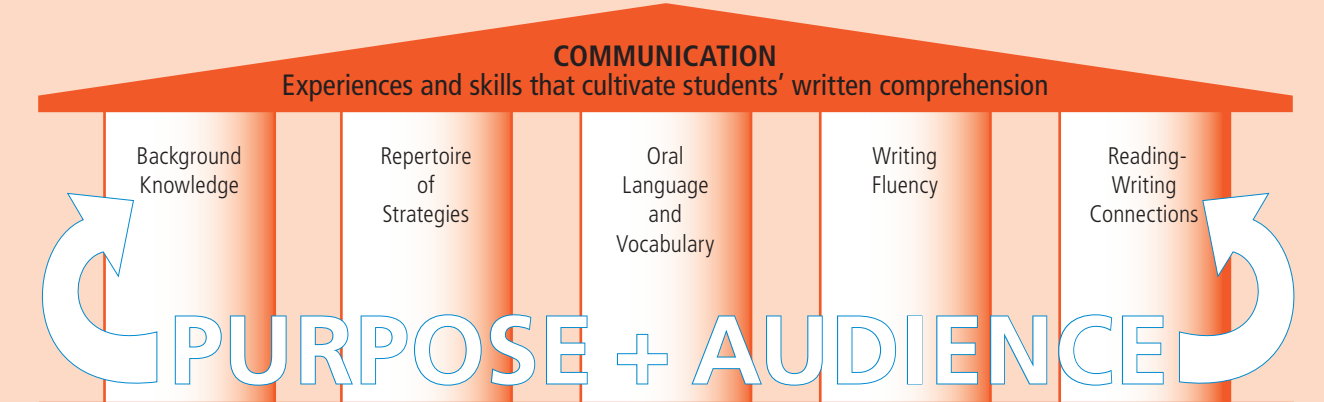 COMMUNICATION
Experiences and skills that cultivate students’ written comprehension
Background
Knowledge
Repertoire
of
Strategies
Oral
Language
and
Vocabulary
Writing
Fluency
Reading-
Writing
Connections
PURPOSE + AUDIENCE